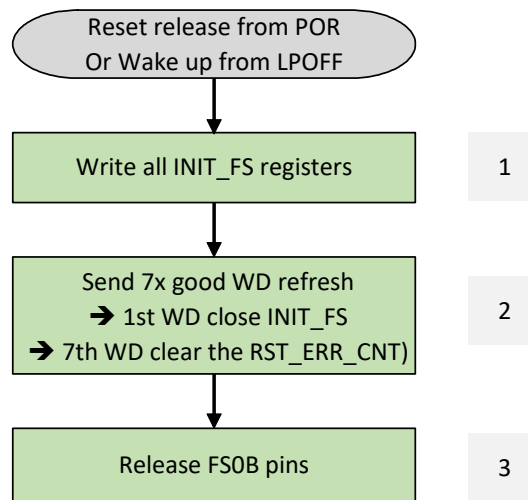 Reset release from POR
Or Wake up from LPOFF
Write all INIT_FS registers
1
Send 7x good WD refresh
➔ 1st WD close INIT_FS
➔ 7th WD clear the RST_ERR_CNT)
2
Release FS0B pins
3